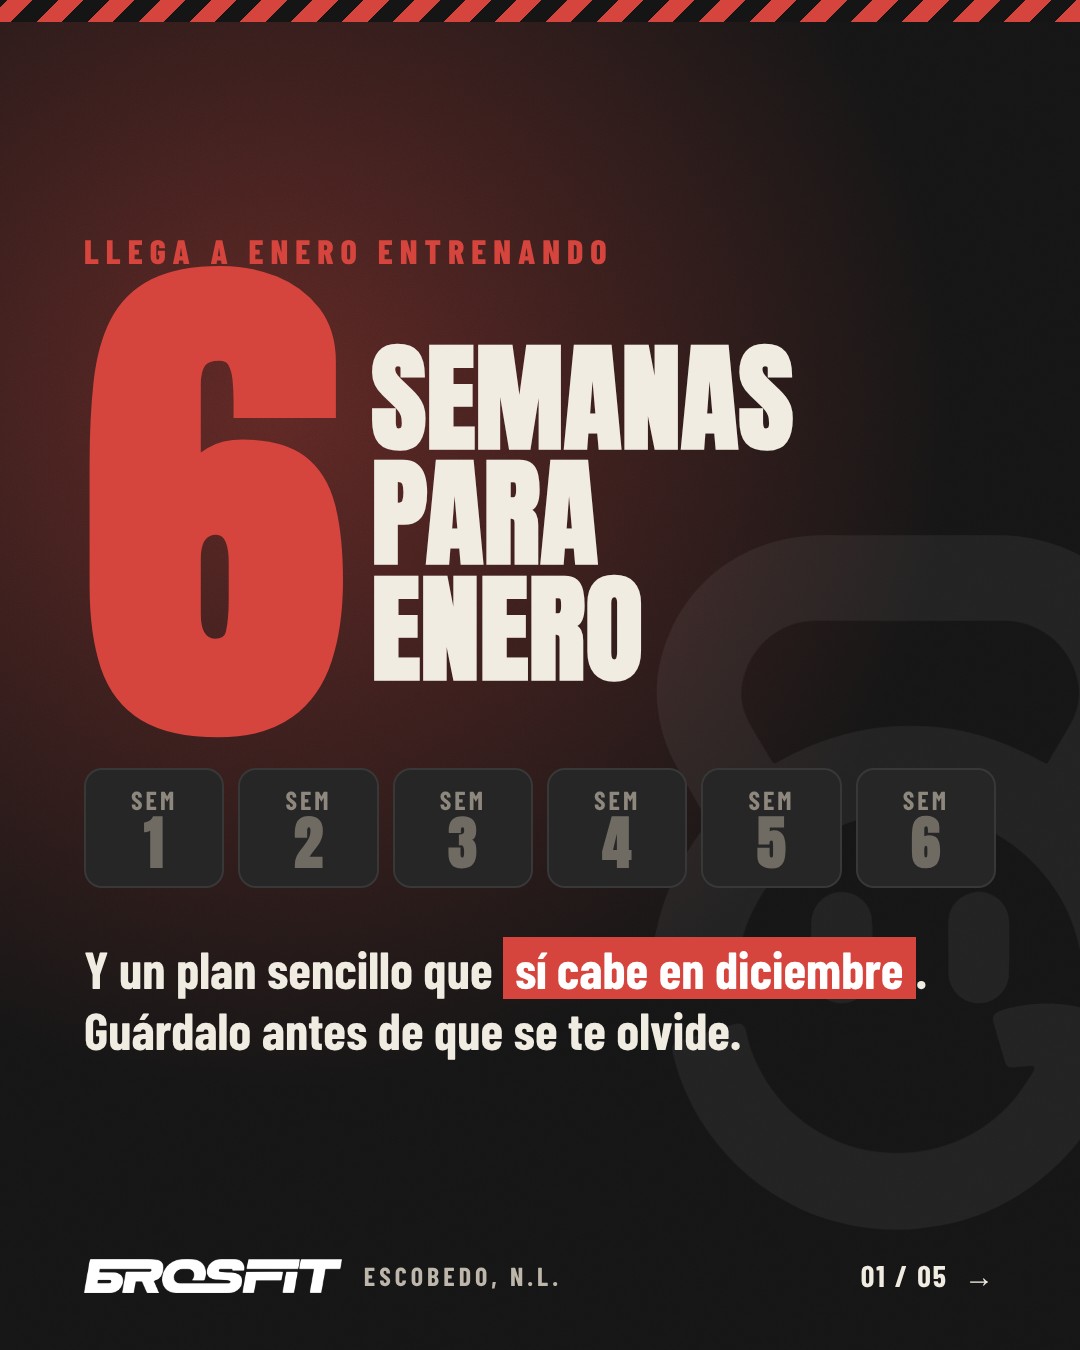 LLEGA A ENERO ENTRENANDO
6
SEMANAS
PARA
ENERO
SEM
1
SEM
2
SEM
3
SEM
4
SEM
5
SEM
6
Y un plan sencillo que sí cabe en diciembre.
Guárdalo antes de que se te olvide.
BROSFIT ESCOBEDO, N.L.
01 / 05 →